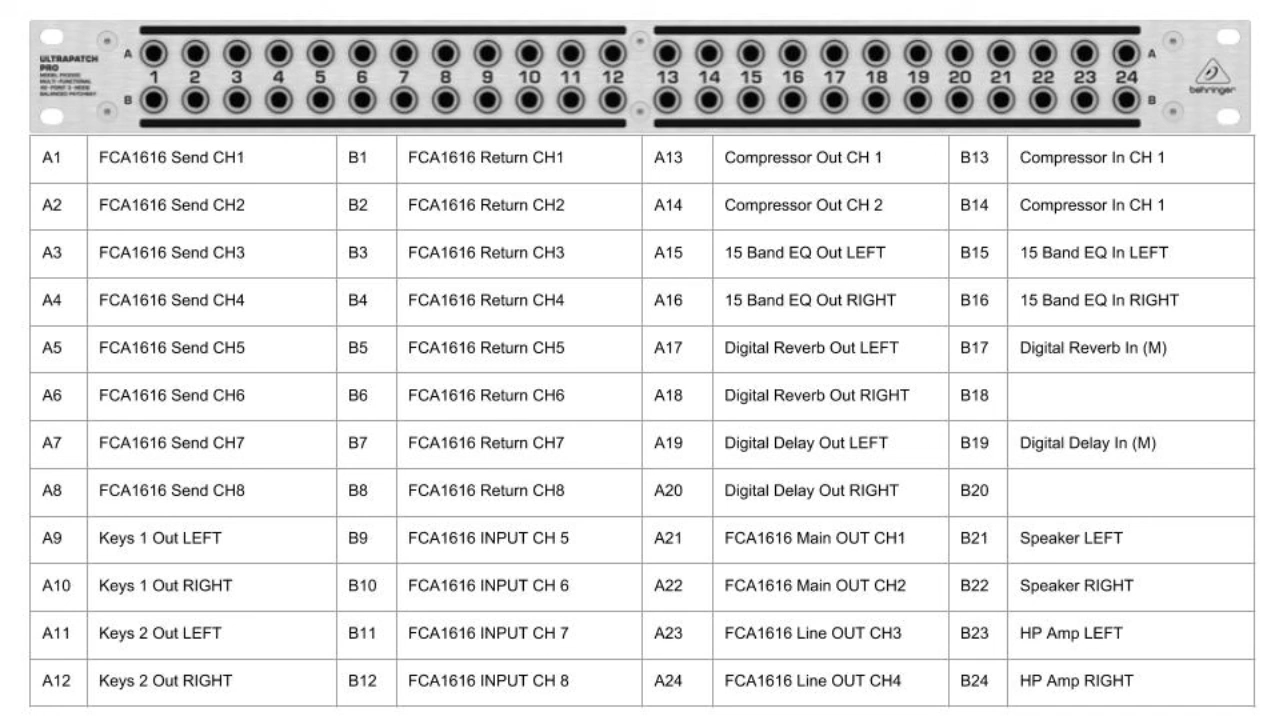 ULTRAPATCH
PRO
MODEL PX3000
MULTI-FUNCTIONAL
48-POINT 3-MODE
BALANCED PATCHBAY
A 1 2 3 4 5 6 7 8 9 10 11 12 13 14 15 16 17 18 19 20 21 22 23 24 A
B B
behringer
A1 FCA1616 Send CH1 B1 FCA1616 Return CH1 A13 Compressor Out CH 1 B13 Compressor In CH 1
A2 FCA1616 Send CH2 B2 FCA1616 Return CH2 A14 Compressor Out CH 2 B14 Compressor In CH 1
A3 FCA1616 Send CH3 B3 FCA1616 Return CH3 A15 15 Band EQ Out LEFT B15 15 Band EQ In LEFT
A4 FCA1616 Send CH4 B4 FCA1616 Return CH4 A16 15 Band EQ Out RIGHT B16 15 Band EQ In RIGHT
A5 FCA1616 Send CH5 B5 FCA1616 Return CH5 A17 Digital Reverb Out LEFT B17 Digital Reverb In (M)
A6 FCA1616 Send CH6 B6 FCA1616 Return CH6 A18 Digital Reverb Out RIGHT B18
A7 FCA1616 Send CH7 B7 FCA1616 Return CH7 A19 Digital Delay Out LEFT B19 Digital Delay In (M)
A8 FCA1616 Send CH8 B8 FCA1616 Return CH8 A20 Digital Delay Out RIGHT B20
A9 Keys 1 Out LEFT B9 FCA1616 INPUT CH 5 A21 FCA1616 Main OUT CH1 B21 Speaker LEFT
A10 Keys 1 Out RIGHT B10 FCA1616 INPUT CH 6 A22 FCA1616 Main OUT CH2 B22 Speaker RIGHT
A11 Keys 2 Out LEFT B11 FCA1616 INPUT CH 7 A23 FCA1616 Line OUT CH3 B23 HP Amp LEFT
A12 Keys 2 Out RIGHT B12 FCA1616 INPUT CH 8 A24 FCA1616 Line OUT CH4 B24 HP Amp RIGHT